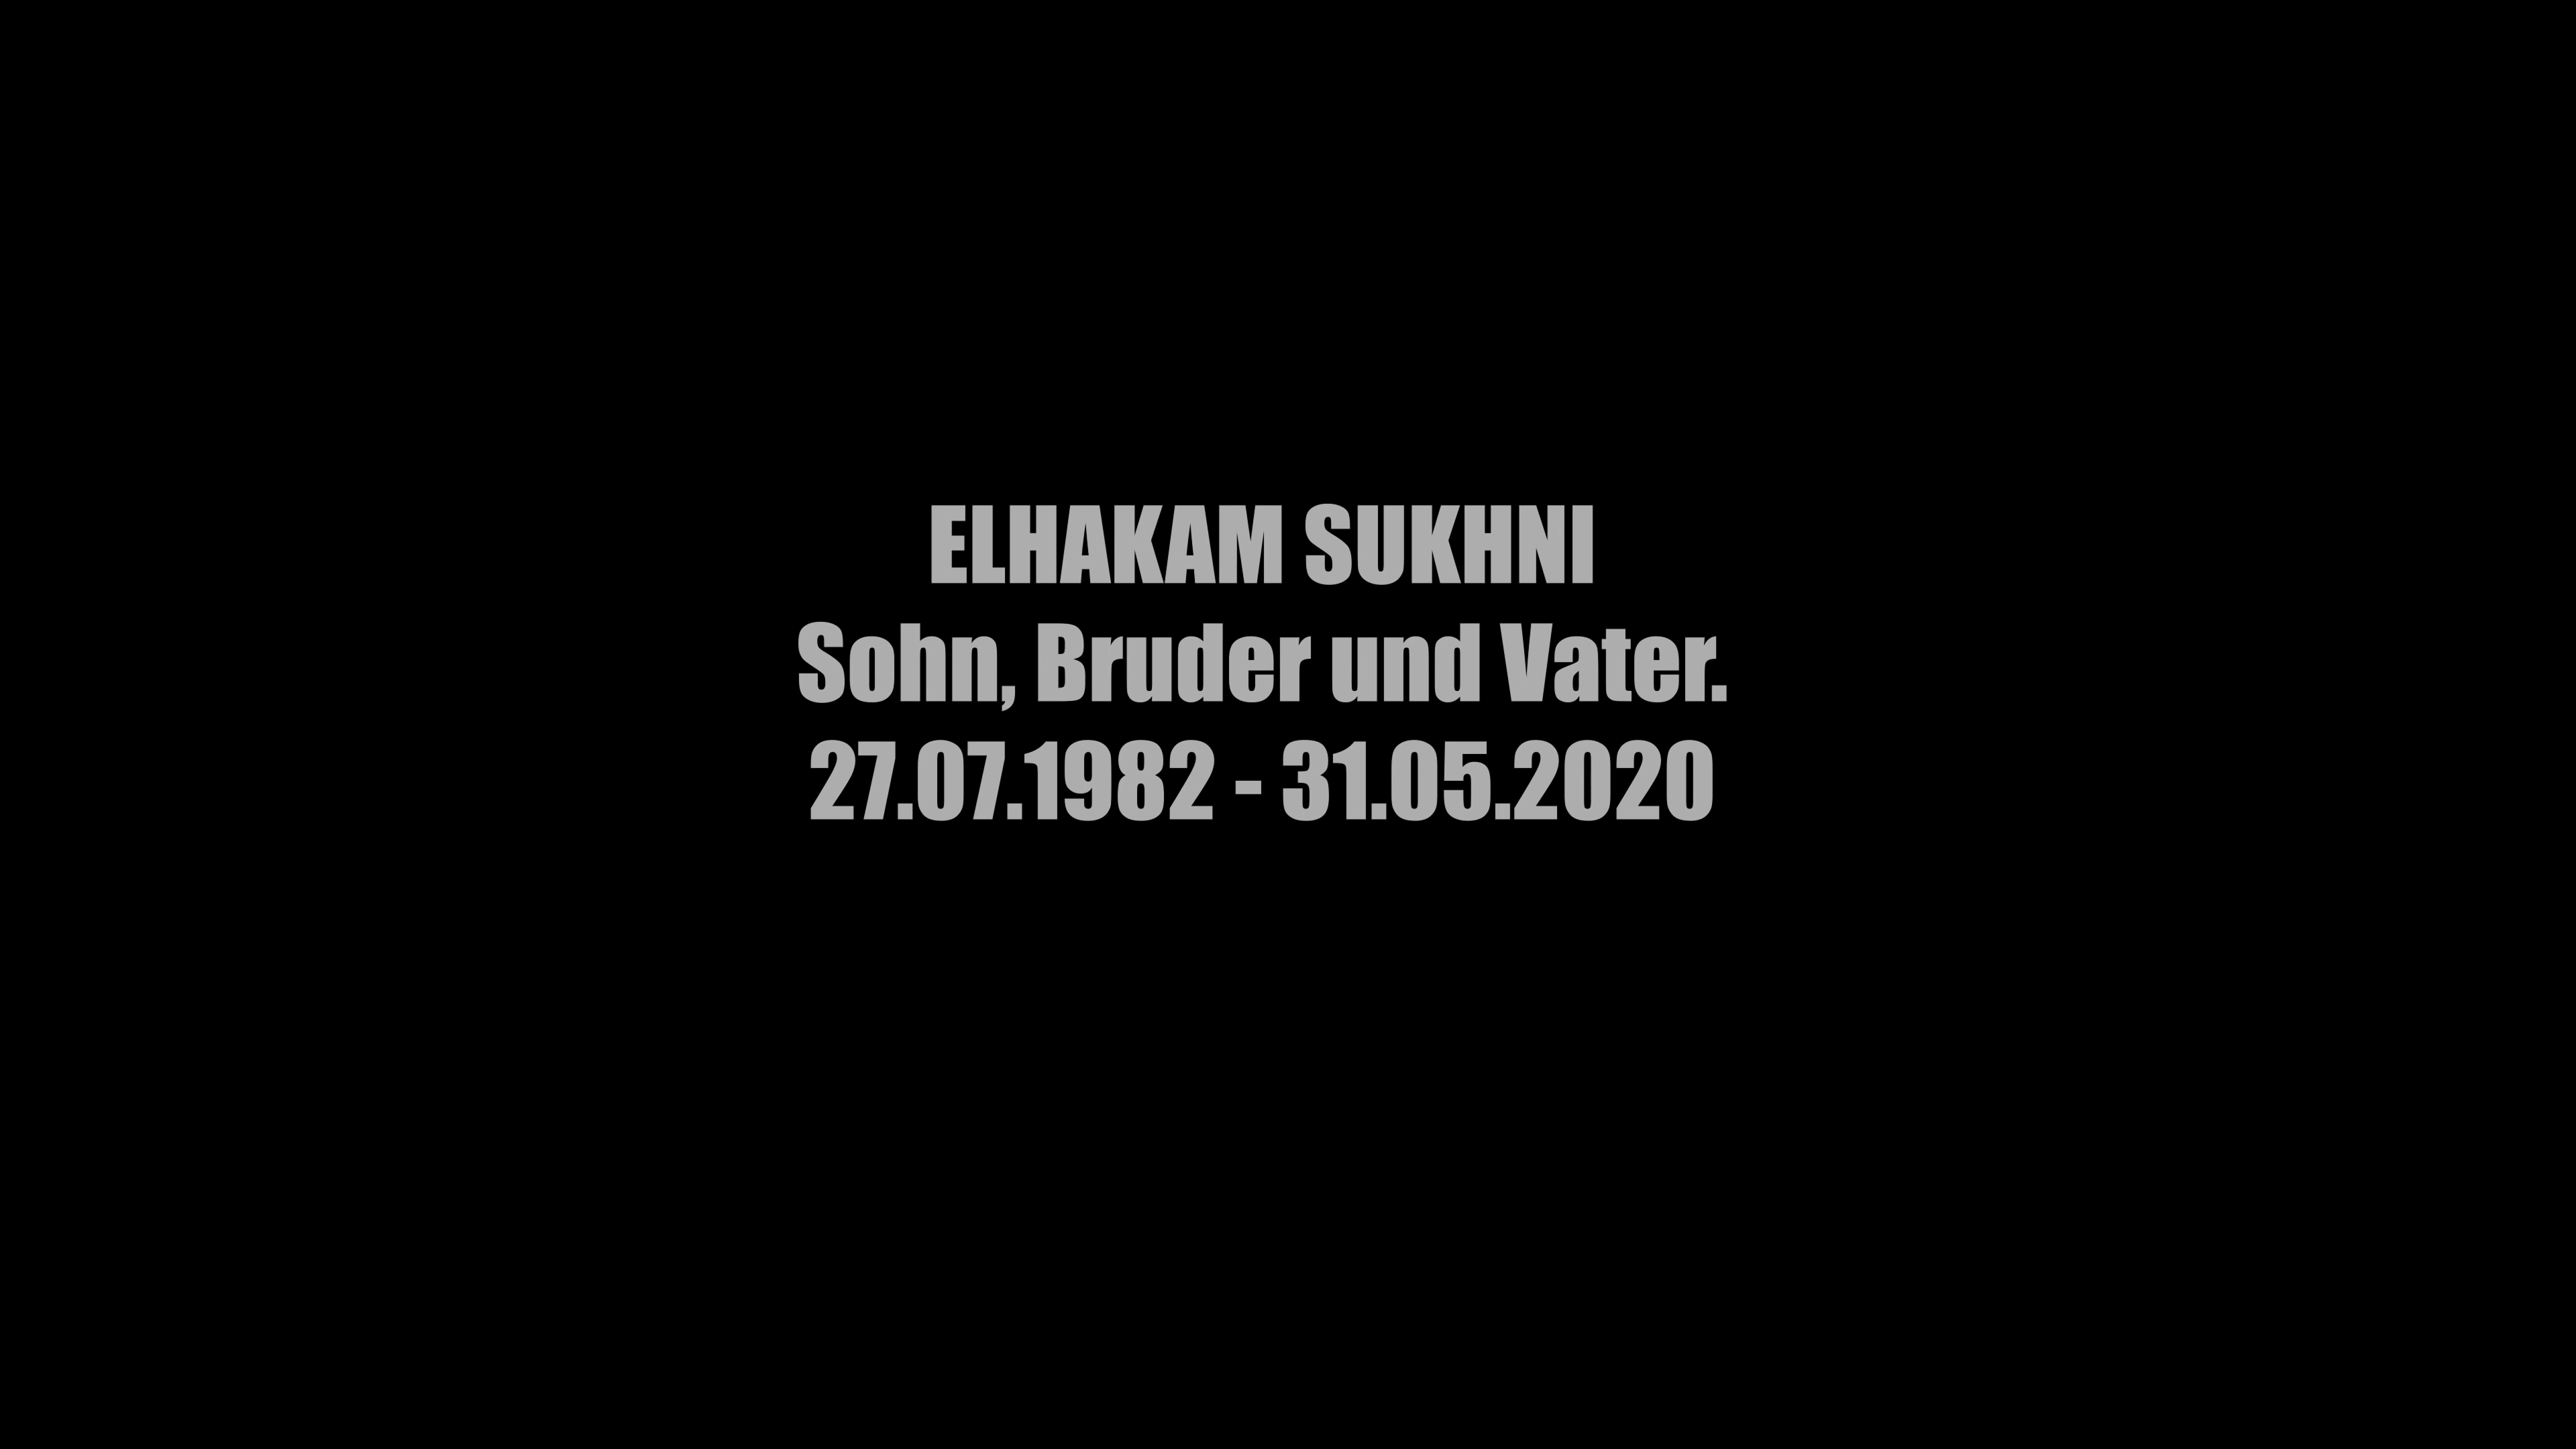 ELHAKAM SUKHNI
Sohn, Bruder und Vater.
27.07.1982 - 31.05.2020